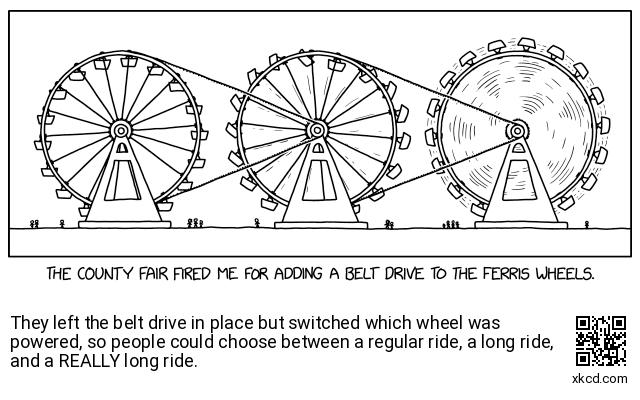 THE COUNTY FAIR FIRED ME FOR ADDING A BELT DRIVE TO THE FERRIS WHEELS.
They left the belt drive in place but switched which wheel was
powered, so people could choose between a regular ride, a long ride,
and a REALLY long ride.
xkcd.com